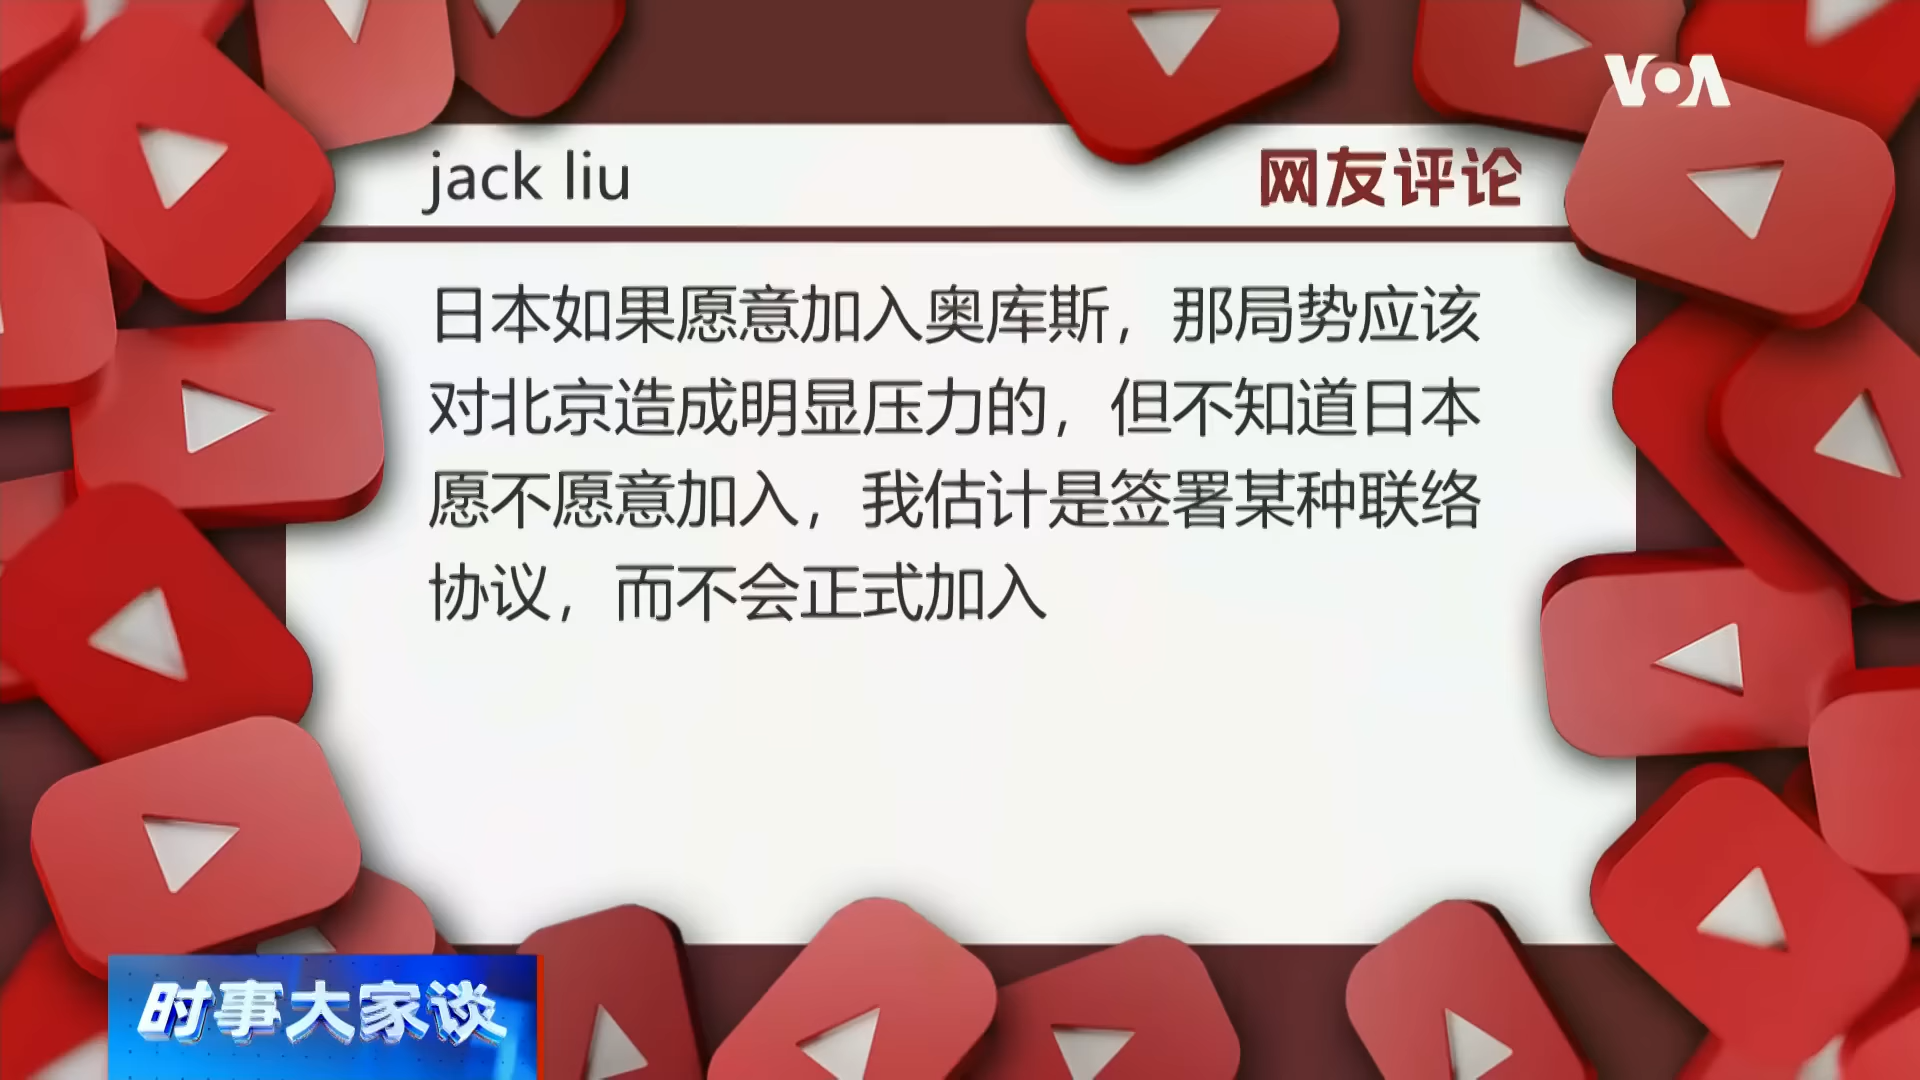 VOA
jack liu
网友评论
日本如果愿意加入奥库斯，那局势应该
对北京造成明显压力的，但不知道日本
愿不愿意加入，我估计是签署某种联络
协议，而不会正式加入
时事大家谈